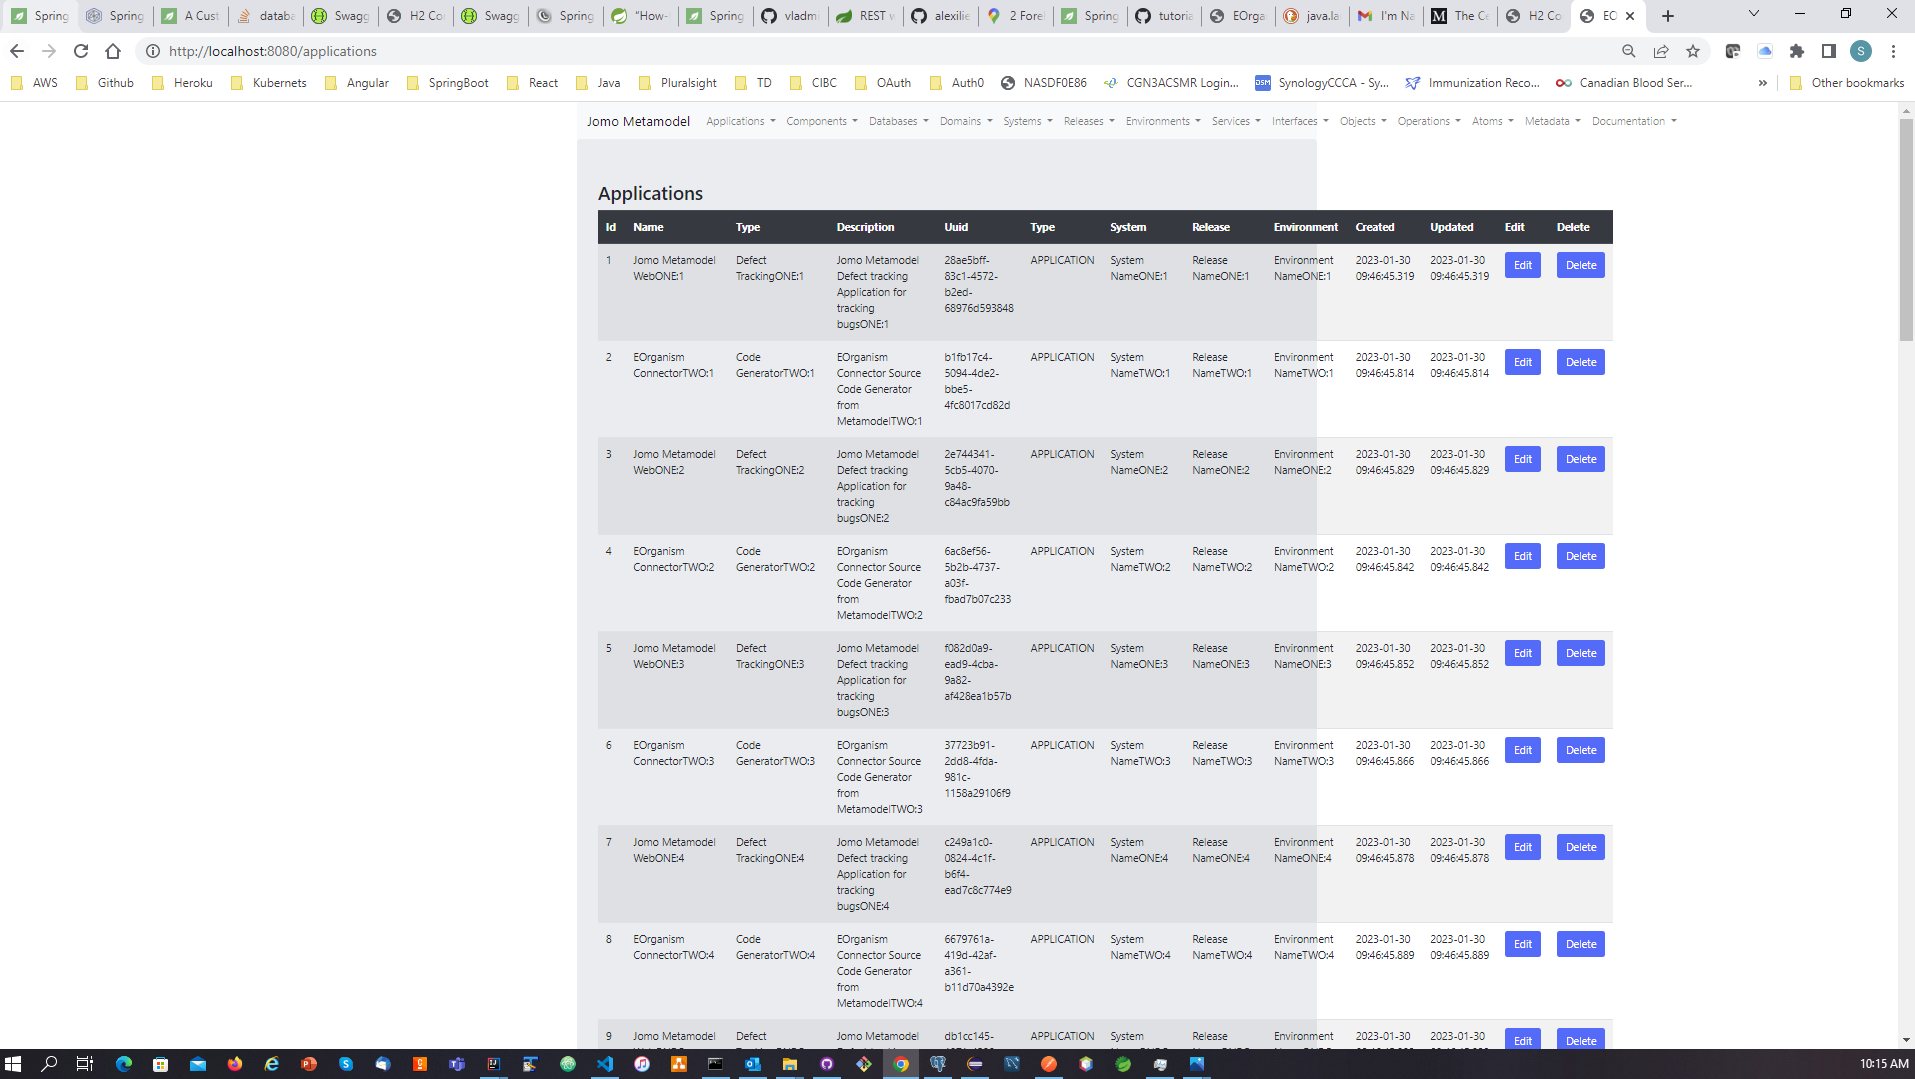 Spring Spring A Cust databa Swagg H2 Co Swagg Spring "How- Spring vladmi REST w alexilie 2 Forel Spring tutoria EOrga java.la I'm Na The Ce H2 Co EO
http://localhost:8080/applications
S
AWS Github Heroku Kubernets Angular SpringBoot React Java Pluralsight TD CIBC OAuth Auth0 NASDF0E86 CGN3ACSMR Login... SynologyCCCA - Sy... Immunization Reco... Canadian Blood Ser... » Other bookmarks
Jomo Metamodel Applications Components Databases Domains Systems Releases Environments Services Interfaces Objects Operations Atoms Metadata Documentation
Applications
Id Name Type Description Uuid Type System Release Environment Created Updated Edit Delete
1 Jomo Metamodel Defect Jomo Metamodel 28ae5bff- APPLICATION System Release Environment 2023-01-30 2023-01-30 Edit Delete
WebONE:1 TrackingONE:1 Defect tracking 83c1-4572- NameONE:1 NameONE:1 NameONE:1 09:46:45.319 09:46:45.319
Application for b2ed-
tracking 68976d593848
bugsONE:1
2 EOrganism Code EOrganism b1fb17c4- APPLICATION System Release Environment 2023-01-30 2023-01-30 Edit Delete
ConnectorTWO:1 GeneratorTWO:1 Connector Source 5094-4de2- NameTWO:1 NameTWO:1 NameTWO:1 09:46:45.814 09:46:45.814
Code Generator bbe5-
from 4fc8017cd82d
MetamodelTWO:1
3 Jomo Metamodel Defect Jomo Metamodel 2e744341- APPLICATION System Release Environment 2023-01-30 2023-01-30 Edit Delete
WebONE:2 TrackingONE:2 Defect tracking 5cb5-4070- NameONE:2 NameONE:2 NameONE:2 09:46:45.829 09:46:45.829
Application for 9a48-
tracking c84ac9fa59bb
bugsONE:2
4 EOrganism Code EOrganism 6ac8ef56- APPLICATION System Release Environment 2023-01-30 2023-01-30 Edit Delete
ConnectorTWO:2 GeneratorTWO:2 Connector Source 5b2b-4737- NameTWO:2 NameTWO:2 NameTWO:2 09:46:45.842 09:46:45.842
Code Generator a03f-
from fbad7b07c233
MetamodelTWO:2
5 Jomo Metamodel Defect Jomo Metamodel f082d0a9- APPLICATION System Release Environment 2023-01-30 2023-01-30 Edit Delete
WebONE:3 TrackingONE:3 Defect tracking ead9-4cba- NameONE:3 NameONE:3 NameONE:3 09:46:45.852 09:46:45.852
Application for 9a82-
tracking af428ea1b57b
bugsONE:3
6 EOrganism Code EOrganism 37723b91- APPLICATION System Release Environment 2023-01-30 2023-01-30 Edit Delete
ConnectorTWO:3 GeneratorTWO:3 Connector Source 2dd8-4fda- NameTWO:3 NameTWO:3 NameTWO:3 09:46:45.866 09:46:45.866
Code Generator 981c-
from 1158a29106f9
MetamodelTWO:3
7 Jomo Metamodel Defect Jomo Metamodel c249a1c0- APPLICATION System Release Environment 2023-01-30 2023-01-30 Edit Delete
WebONE:4 TrackingONE:4 Defect tracking 0824-4c1f- NameONE:4 NameONE:4 NameONE:4 09:46:45.878 09:46:45.878
Application for b6f4-
tracking ead7c8c774e9
bugsONE:4
8 EOrganism Code EOrganism 6679761a- APPLICATION System Release Environment 2023-01-30 2023-01-30 Edit Delete
ConnectorTWO:4 GeneratorTWO:4 Connector Source 419d-42af- NameTWO:4 NameTWO:4 NameTWO:4 09:46:45.889 09:46:45.889
Code Generator a361-
from b11d70a4392e
MetamodelTWO:4
9 Jomo Metamodel Defect Jomo Metamodel db1cc145- APPLICATION System Release Environment 2023-01-30 2023-01-30 Edit Delete
10:15 AM